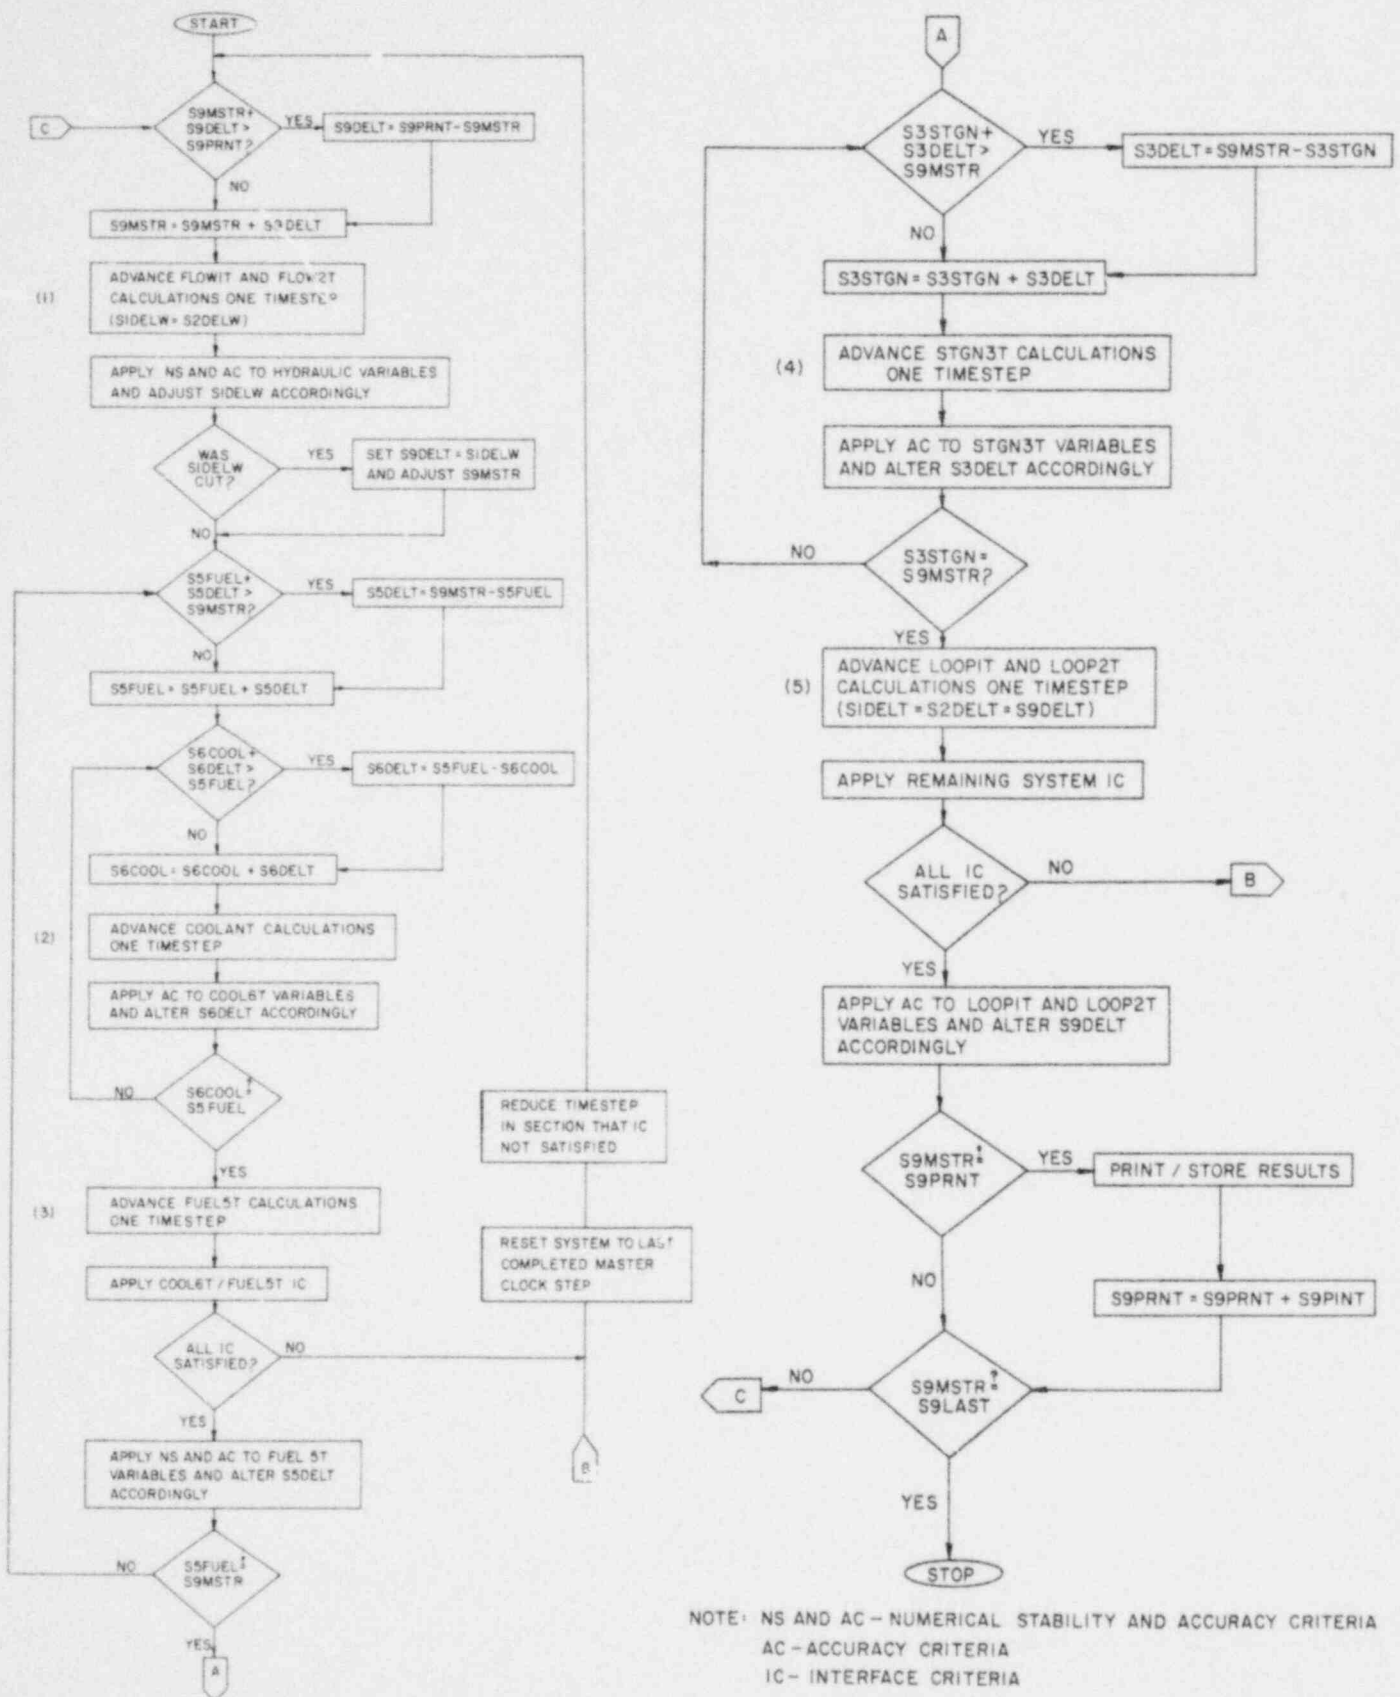 START
C
S9MSTR+
S9DELT>
S9PRNT?
YES
S9DELT = S9PRNT-S9MSTR
NO
S9MSTR = S9MSTR + S9DELT
(1)
ADVANCE FLOW1T AND FLOW2T
CALCULATIONS ONE TIMESTEP
(S1DELW = S2DELW)
APPLY NS AND AC TO HYDRAULIC VARIABLES
AND ADJUST S1DELW ACCORDINGLY
WAS
S1DELW
CUT?
YES
SET S9DELT = S1DELW
AND ADJUST S9MSTR
NO
S5FUEL+
S5DELT>
S9MSTR?
YES
S5DELT = S9MSTR-S5FUEL
NO
S5FUEL = S5FUEL + S5DELT
S6COOL+
S6DELT>
S5FUEL?
YES
S6DELT = S5FUEL-S6COOL
NO
S6COOL = S6COOL + S6DELT
(2)
ADVANCE COOLANT CALCULATIONS
ONE TIMESTEP
APPLY AC TO COOL6T VARIABLES
AND ALTER S6DELT ACCORDINGLY
NO
S6COOL ?=
S5FUEL
YES
(3)
ADVANCE FUEL5T CALCULATIONS
ONE TIMESTEP
APPLY COOL6T / FUEL5T IC
ALL IC
SATISFIED?
NO
YES
APPLY NS AND AC TO FUEL 5T
VARIABLES AND ALTER S5DELT
ACCORDINGLY
NO
S5FUEL ?=
S9MSTR
YES
A
REDUCE TIMESTEP
IN SECTION THAT IC
NOT SATISFIED
RESET SYSTEM TO LAST
COMPLETED MASTER
CLOCK STEP
B
A
S3STGN+
S3DELT>
S9MSTR
YES
S3DELT = S9MSTR-S3STGN
NO
S3STGN = S3STGN + S3DELT
(4)
ADVANCE STGN3T CALCULATIONS
ONE TIMESTEP
APPLY AC TO STGN3T VARIABLES
AND ALTER S3DELT ACCORDINGLY
NO
S3STGN =
S9MSTR?
YES
(5)
ADVANCE LOOP1T AND LOOP2T
CALCULATIONS ONE TIMESTEP
(S1DELT = S2DELT = S9DELT)
APPLY REMAINING SYSTEM IC
ALL IC
SATISFIED?
NO
B
YES
APPLY AC TO LOOP1T AND LOOP2T
VARIABLES AND ALTER S9DELT
ACCORDINGLY
S9MSTR ?=
S9PRNT
YES
PRINT / STORE RESULTS
NO
S9PRNT = S9PRNT + S9PINT
S9MSTR ?=
S9LAST
NO
C
YES
STOP
NOTE: NS AND AC - NUMERICAL STABILITY AND ACCURACY CRITERIA
AC - ACCURACY CRITERIA
IC - INTERFACE CRITERIA